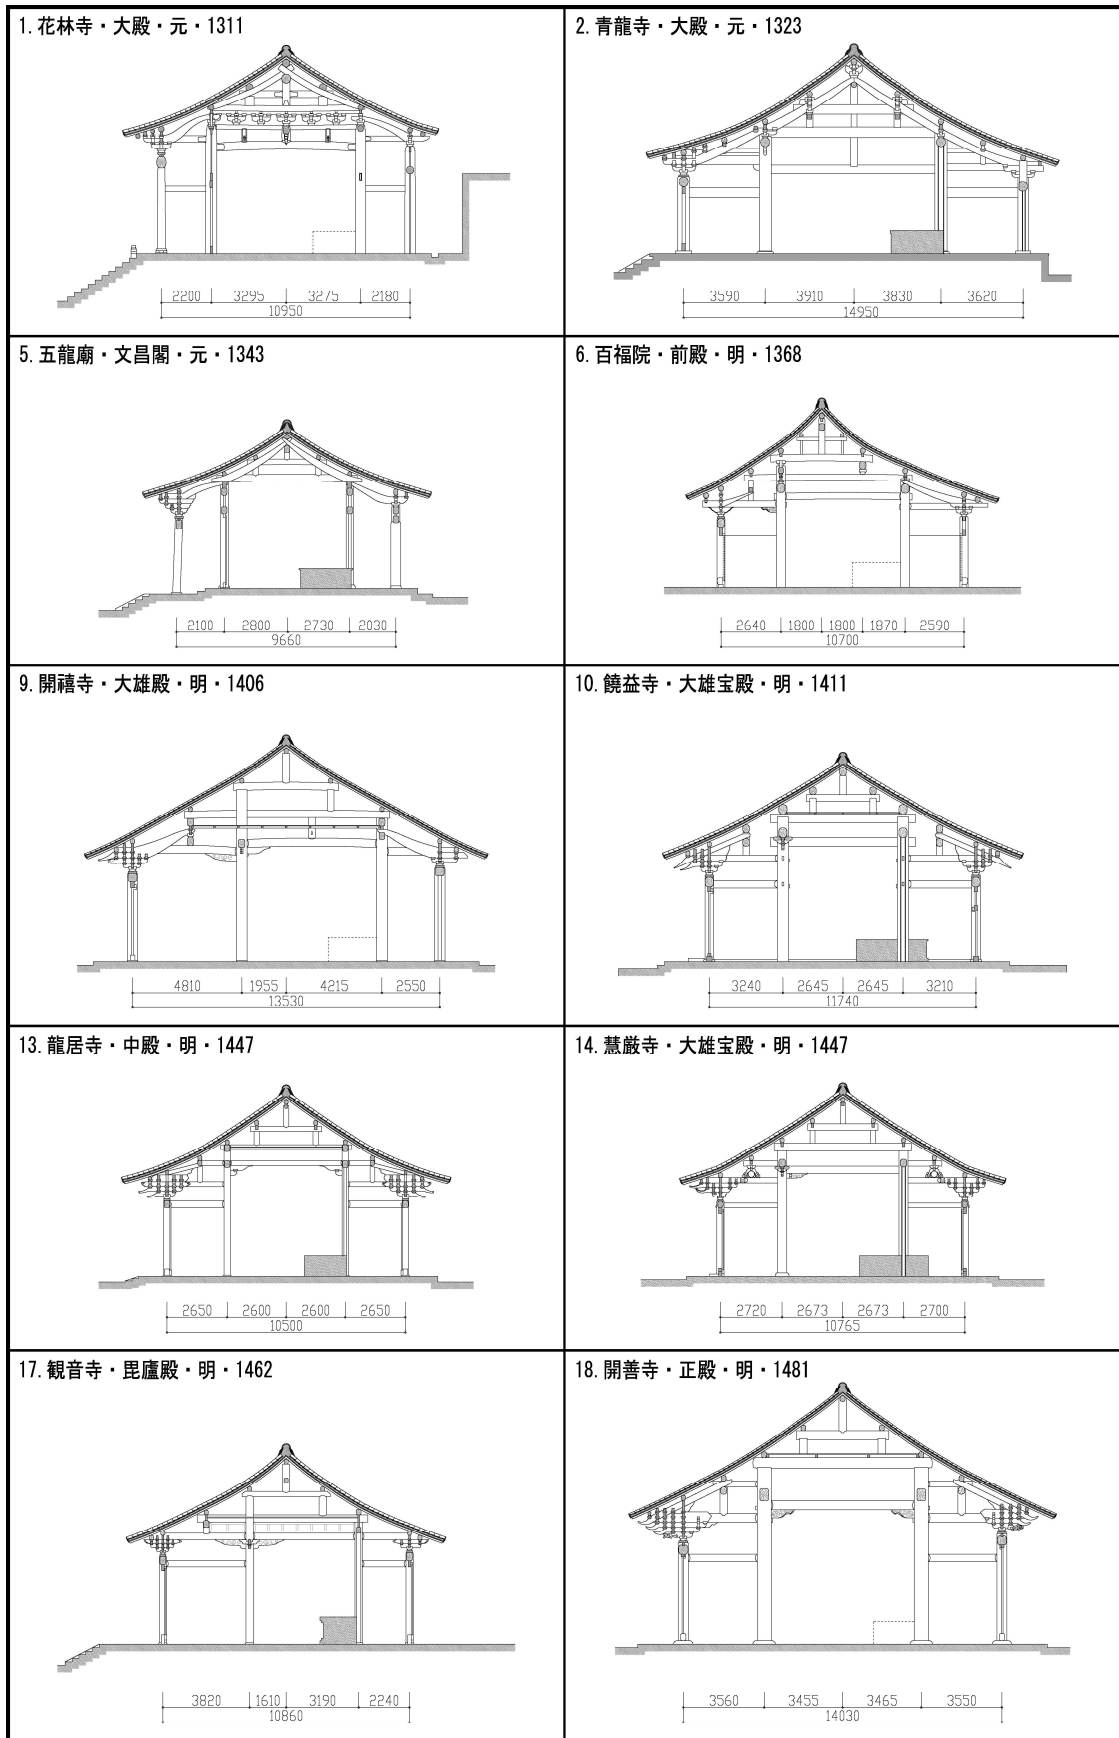 1. 花林寺・大殿・元・1311
2200 3295 3275 2180
10950
2. 青龍寺・大殿・元・1323
3590 3910 3830 3620
14950
5. 五龍廟・文昌閣・元・1343
2100 2800 2730 2030
9660
6. 百福院・前殿・明・1368
2640 1800 1800 1870 2590
10700
9. 開禧寺・大雄殿・明・1406
4810 1955 4215 2550
13530
10. 饒益寺・大雄宝殿・明・1411
3240 2645 2645 3210
11740
13. 龍居寺・中殿・明・1447
2650 2600 2600 2650
10500
14. 慧厳寺・大雄宝殿・明・1447
2720 2673 2673 2700
10765
17. 観音寺・毘廬殿・明・1462
3820 1610 3190 2240
10860
18. 開善寺・正殿・明・1481
3560 3455 3465 3550
14030